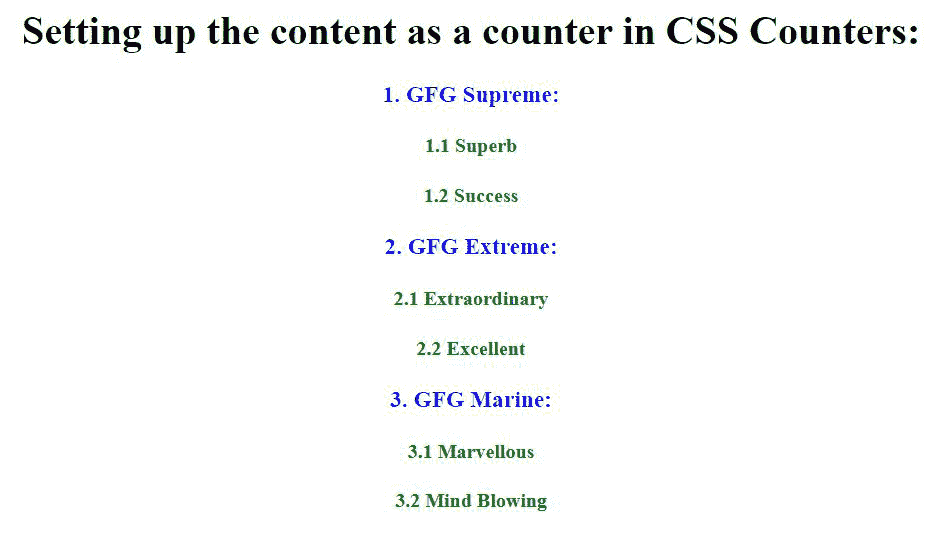 Setting up the content as a counter in CSS Counters:
1. GFG Supreme:
1.1 Superb
1.2 Success
2. GFG Extreme:
2.1 Extraordinary
2.2 Excellent
3. GFG Marine:
3.1 Marvellous
3.2 Mind Blowing